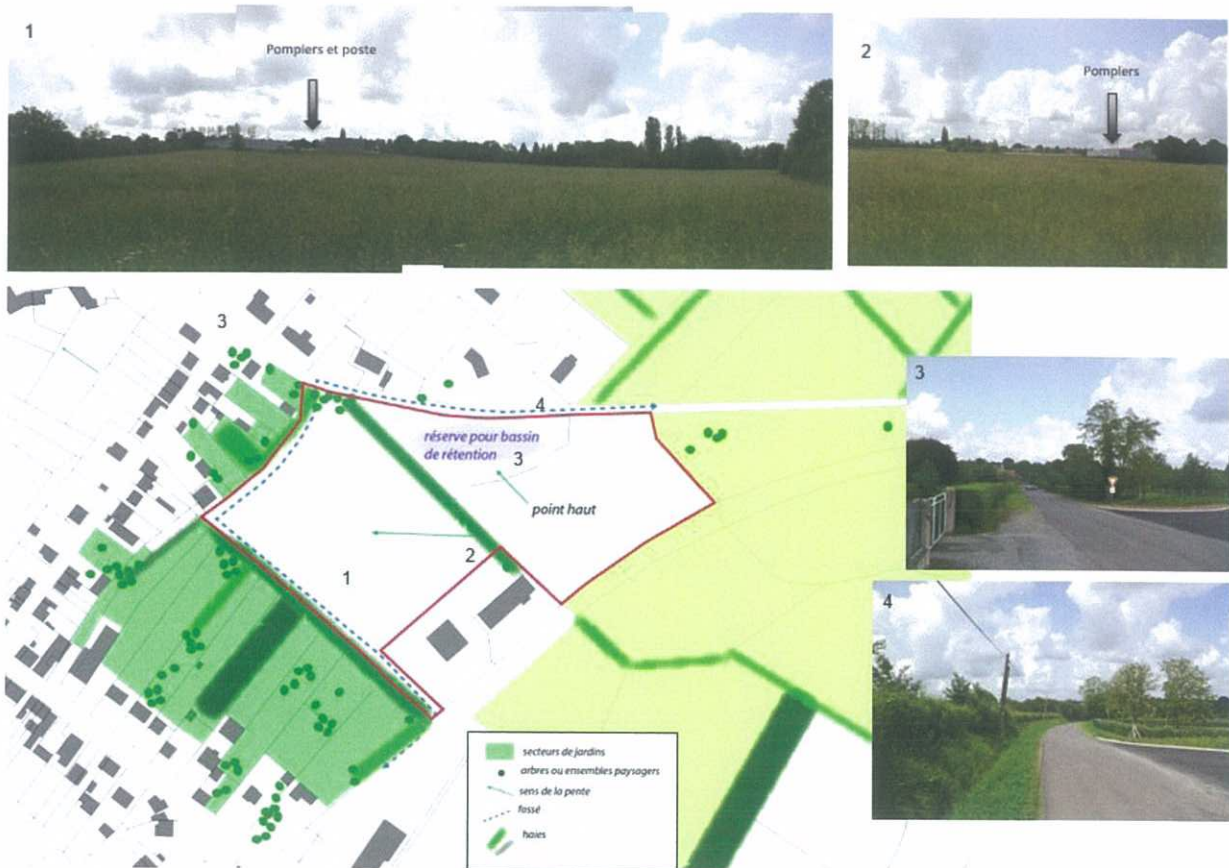 1
Pompiers et poste
2
Pompiers
3
4
réserve pour bassin
de rétention
3
point haut
2
1
3
4
secteurs de jardins
arbres ou ensembles paysagers
sens de la pente
fossé
haies